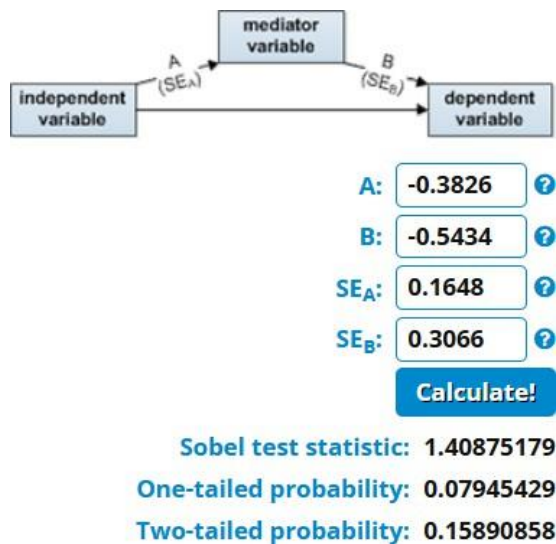 mediator
variable
A
(SEA)
B
(SEB)
independent
variable
dependent
variable
A: -0.3826 ?
B: -0.5434 ?
SEA: 0.1648 ?
SEB: 0.3066 ?
Calculate!
Sobel test statistic: 1.40875179
One-tailed probability: 0.07945429
Two-tailed probability: 0.15890858